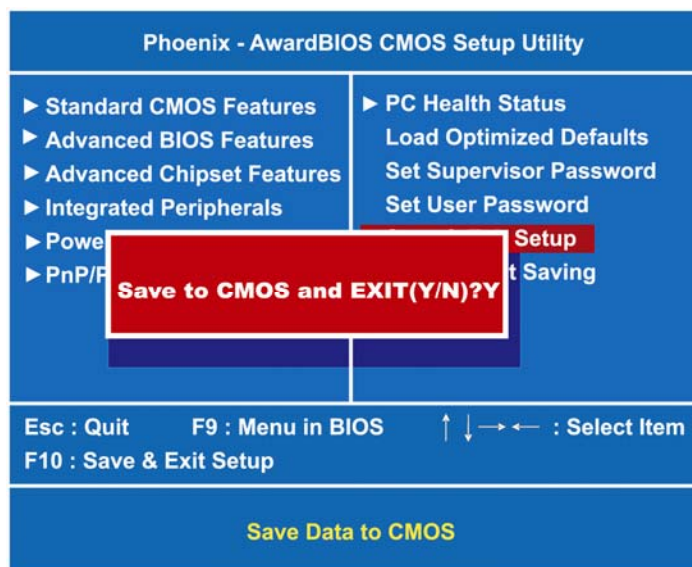 Phoenix - AwardBIOS CMOS Setup Utility
► Standard CMOS Features
► Advanced BIOS Features
► Advanced Chipset Features
► Integrated Peripherals
► Powe
► PnP/P
► PC Health Status
Load Optimized Defaults
Set Supervisor Password
Set User Password
Setup
t Saving
Save to CMOS and EXIT(Y/N)?Y
Esc : Quit F9 : Menu in BIOS ↑ ↓ → ← : Select Item
F10 : Save & Exit Setup
Save Data to CMOS